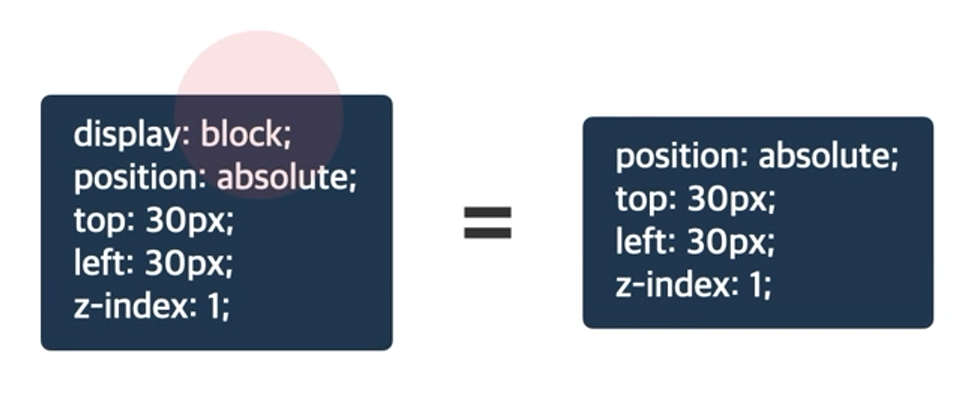 display: block;
position: absolute;
top: 30px;
left: 30px;
z-index: 1;
=
position: absolute;
top: 30px;
left: 30px;
z-index: 1;